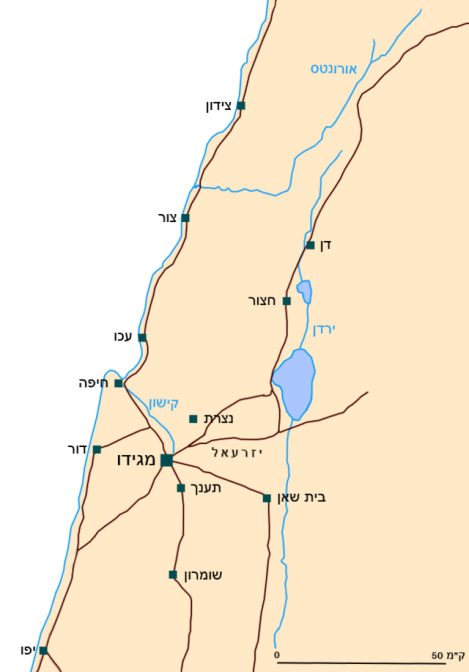 אורונטס
צידון
צור
דן
חצור
ירדן
עכו
חיפה
קישון
נצרת
דור
יזרעאל
מגידו
תענך
בית שאן
שומרון
יפו
0
50 ק"מ